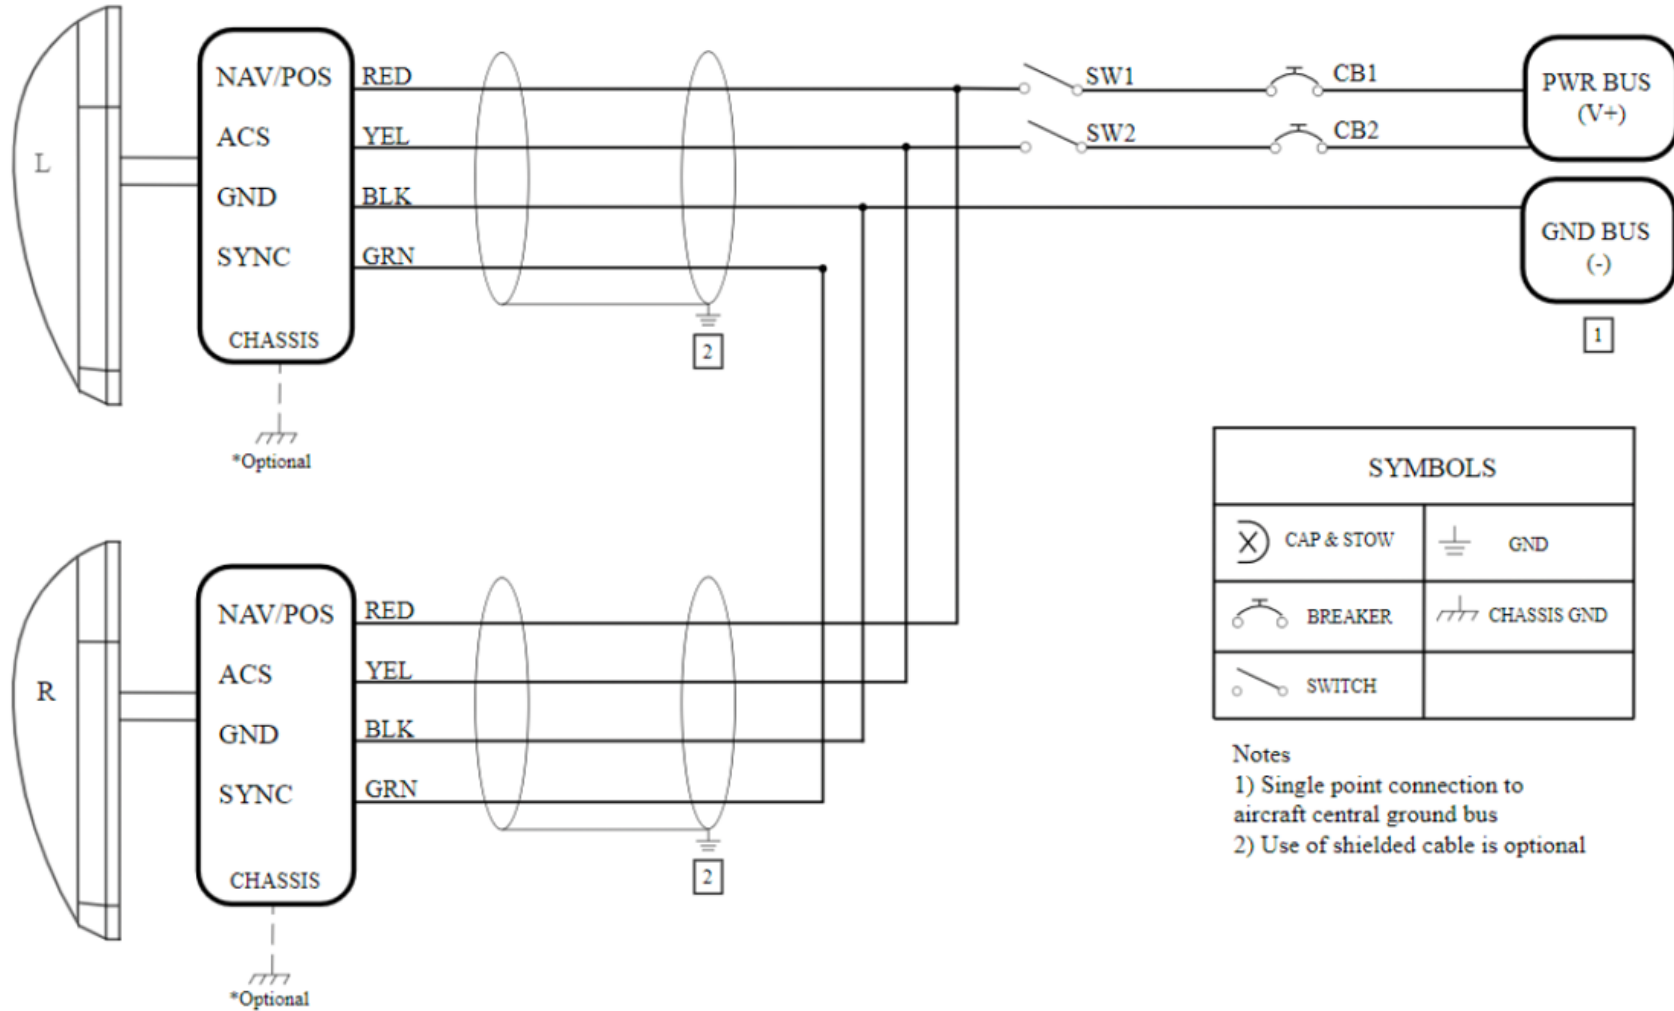 L
NAV/POS
ACS
GND
SYNC
CHASSIS
*Optional
RED
YEL
BLK
GRN
2
SW1
CB1
SW2
CB2
PWR BUS
(V+)
GND BUS
(-)
1
R
NAV/POS
ACS
GND
SYNC
CHASSIS
*Optional
RED
YEL
BLK
GRN
2
SYMBOLS
CAP & STOW
GND
BREAKER
CHASSIS GND
SWITCH
Notes
1) Single point connection to
aircraft central ground bus
2) Use of shielded cable is optional